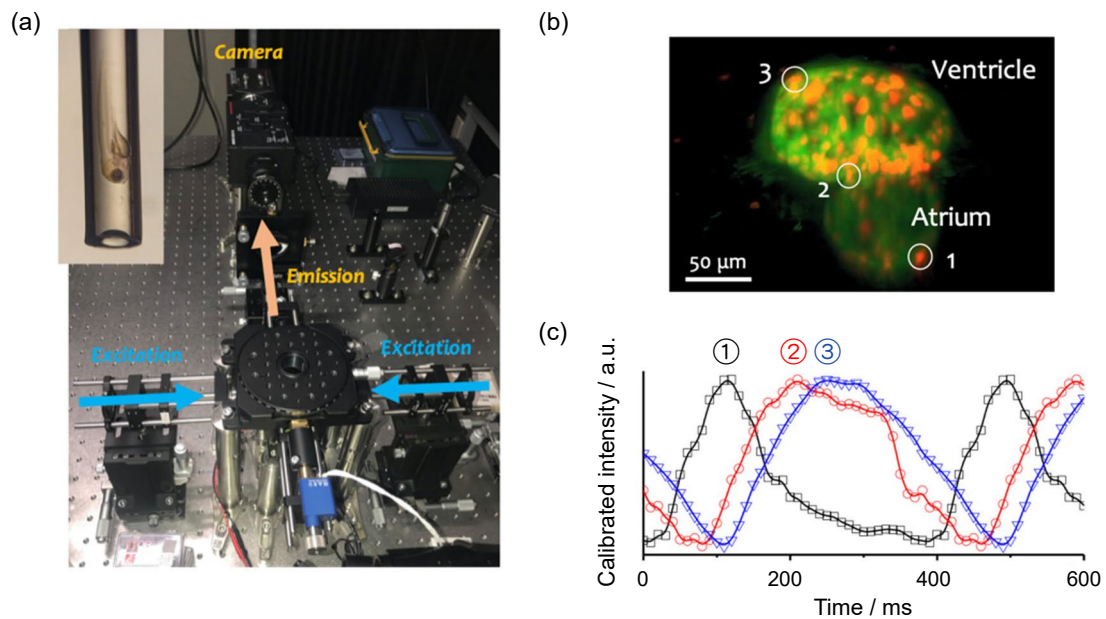 (a)
Camera
Emission
Excitation
Excitation
(b)
3
Ventricle
2
Atrium
1
50 μm
(c)
① ② ③
Calibrated intensity / a.u.
0 200 400 600
Time / ms